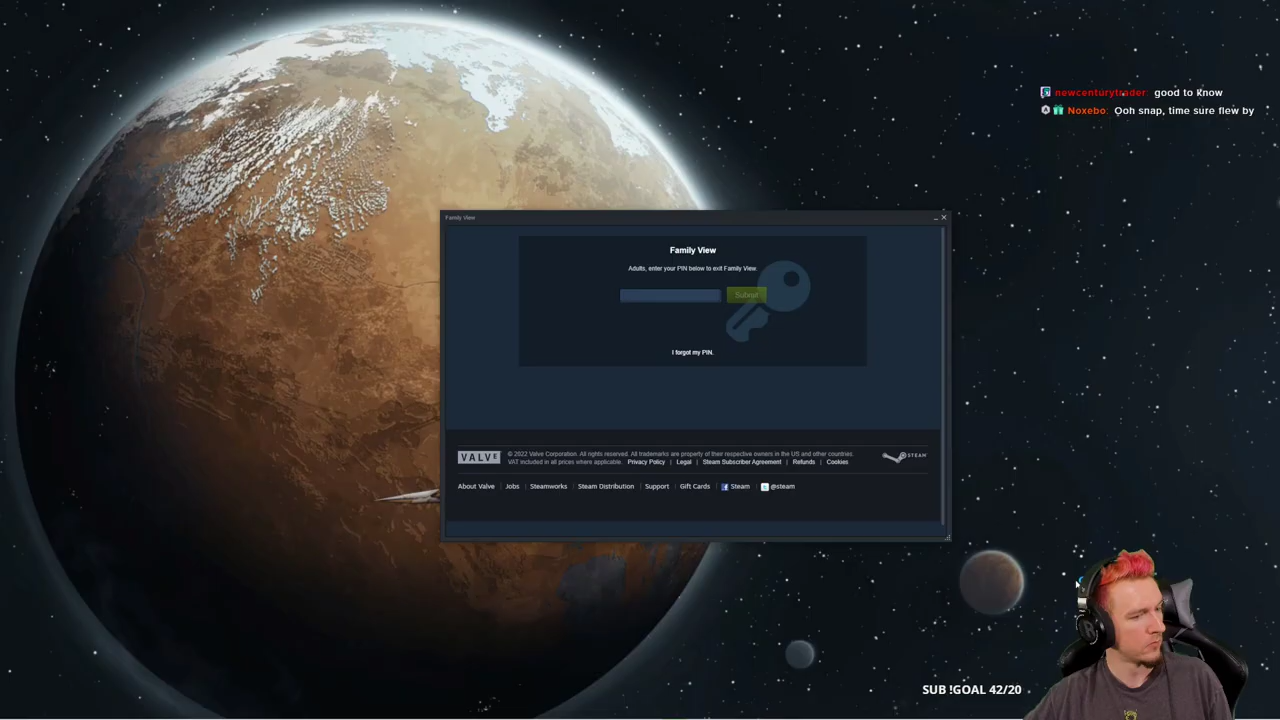 newcenturytrader: good to know
Noxebo: Ooh snap, time sure flew by
Family View
Family View
Adults, enter your PIN below to exit Family View.
Submit
I forgot my PIN.
VALVE
© 2022 Valve Corporation. All rights reserved. All trademarks are property of their respective owners in the US and other countries.
VAT included in all prices where applicable. Privacy Policy | Legal | Steam Subscriber Agreement | Refunds | Cookies
STEAM
About Valve | Jobs | Steamworks | Steam Distribution | Support | Gift Cards | Steam | @steam
SUB !GOAL 42/20